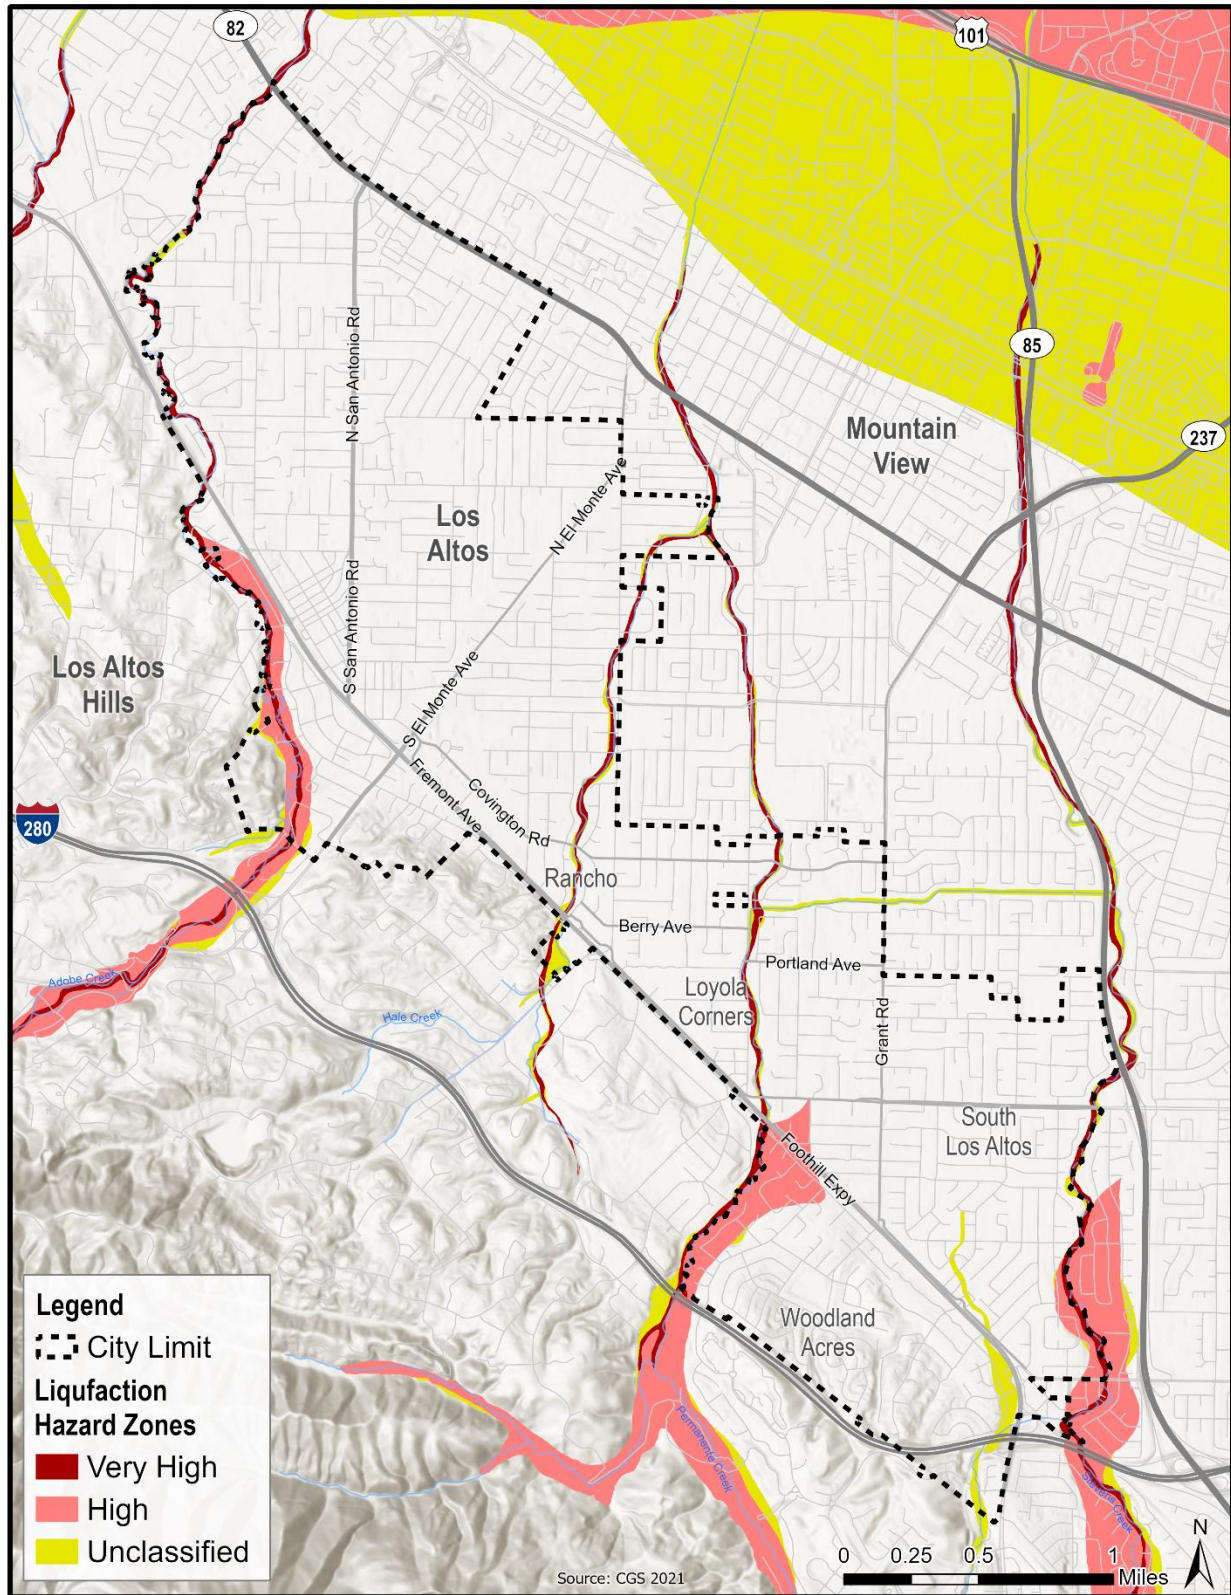 82
101
N San Antonio Rd
85
Mountain
View
237
Los
Altos
N El Monte Ave
S San Antonio Rd
Los Altos
Hills
S El Monte Ave
Fremont Ave
Covington Rd
280
Rancho
Berry Ave
Portland Ave
Adobe Creek
Hale Creek
Loyola
Corners
Grant Rd
South
Los Altos
Foothill Expy
Woodland
Acres
Permanente Creek
Stevens Creek
Legend
City Limit
Liqufaction
Hazard Zones
Very High
High
Unclassified
Source: CGS 2021
0 0.25 0.5 1
Miles
N